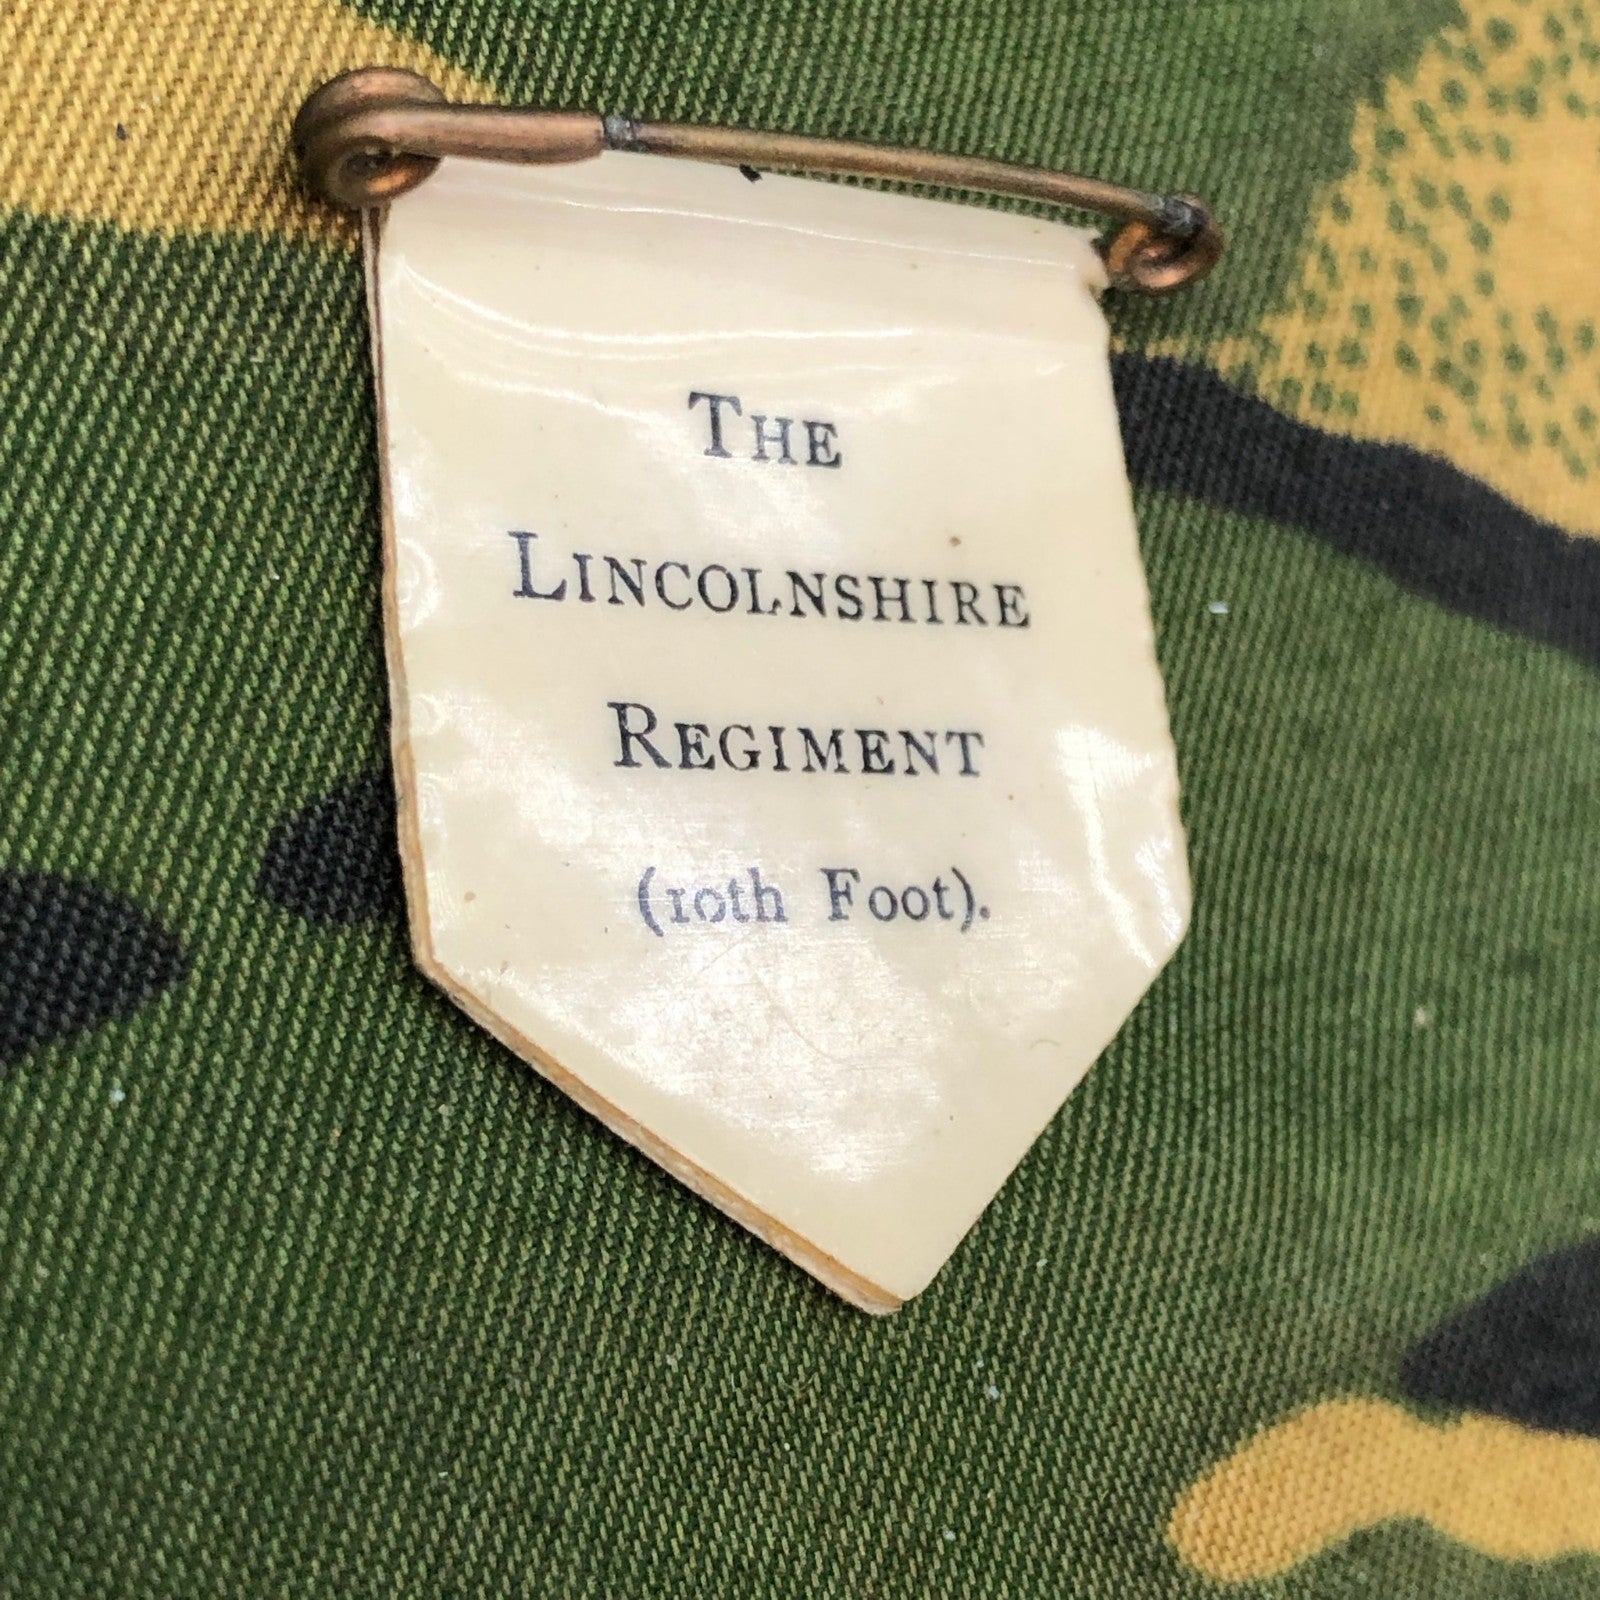 THE
LINCOLNSHIRE
REGIMENT
(10th Foot).